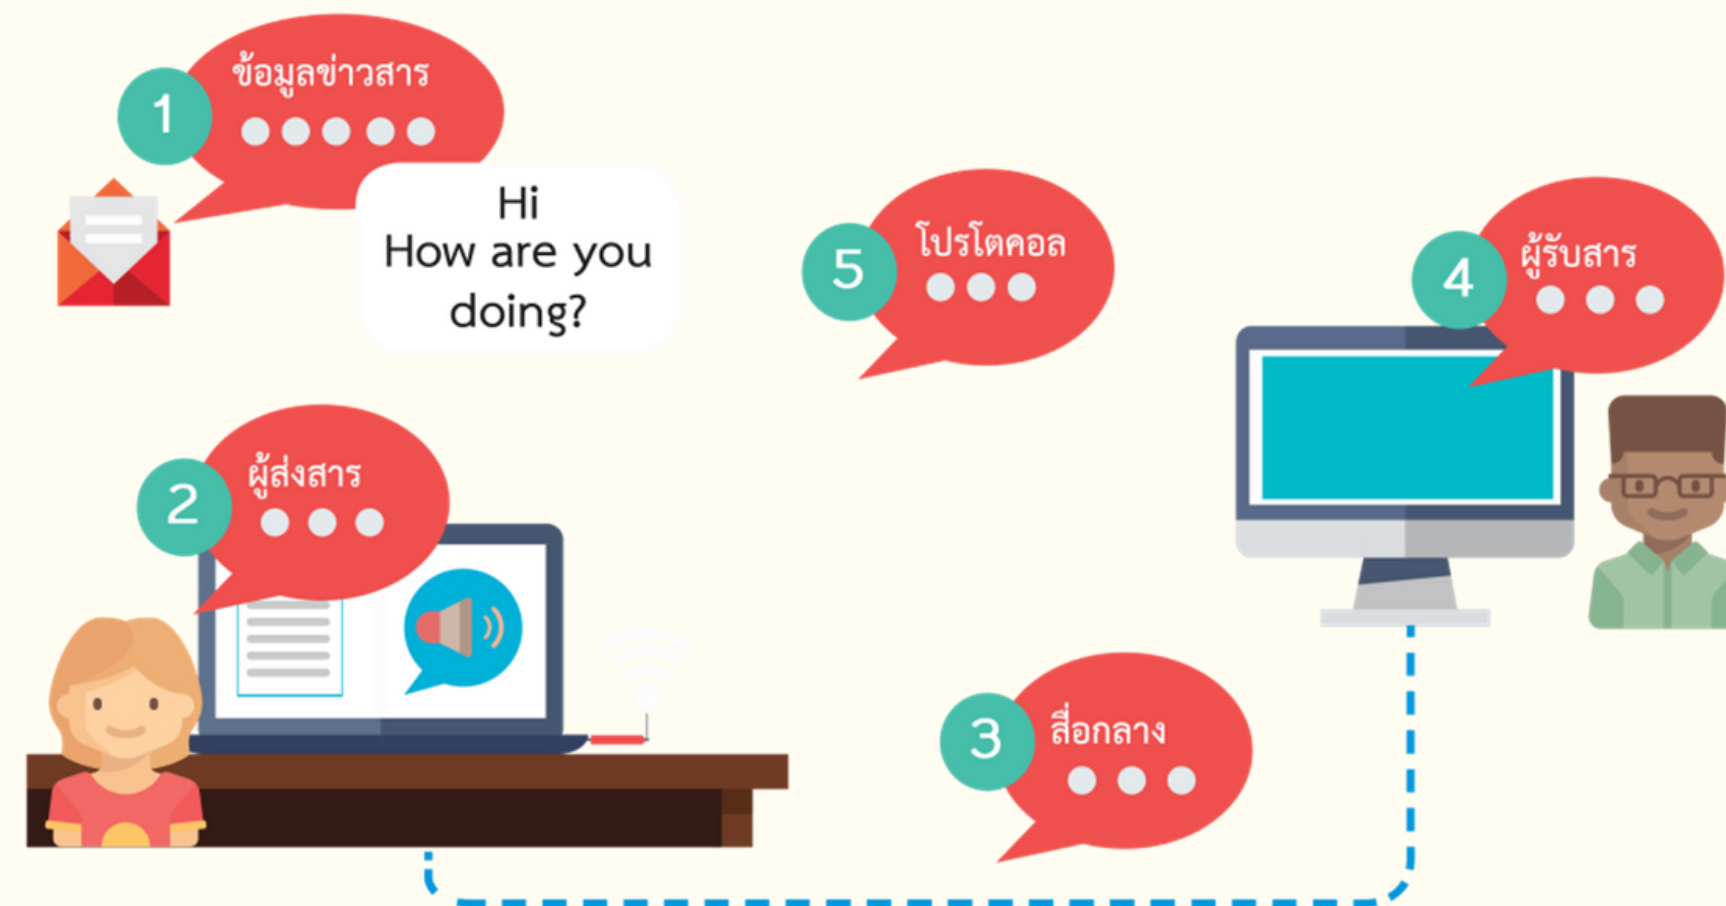 1
ข้อมูลข่าวสาร
Hi
How are you
doing?
5
โปรโตคอล
4
ผู้รับสาร
2
ผู้ส่งสาร
3
สื่อกลาง